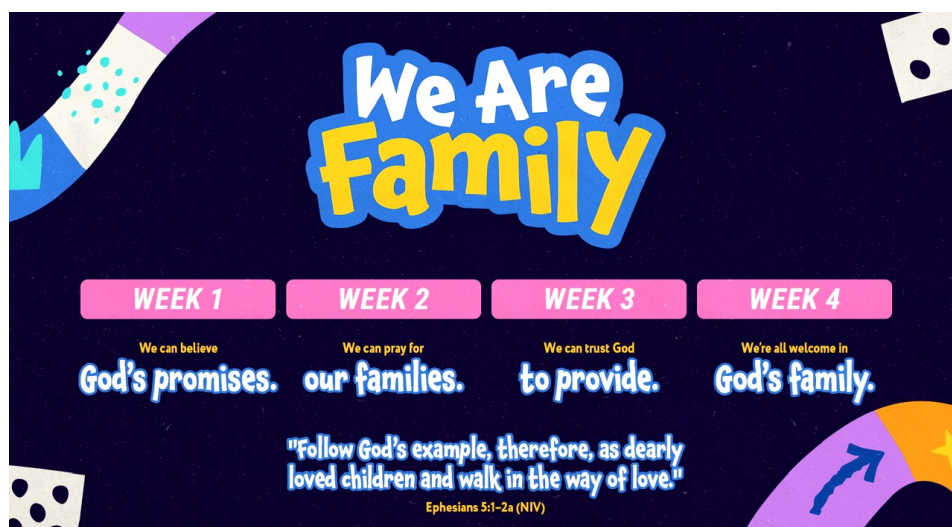 We Are
Family
WEEK 1
We can believe
God's promises.
WEEK 2
We can pray for
our families.
WEEK 3
We can trust God
to provide.
WEEK 4
We're all welcome in
God's family.
"Follow God's example, therefore, as dearly
loved children and walk in the way of love."
Ephesians 5:1–2a (NIV)